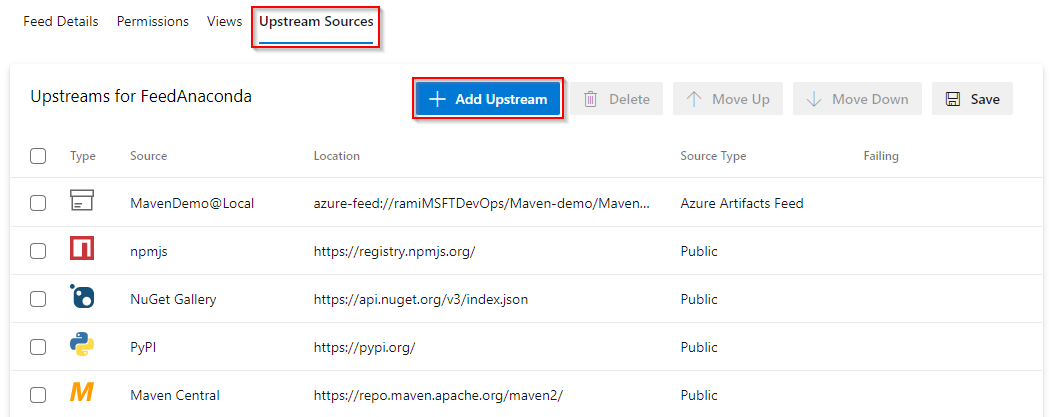 Feed Details Permissions Views Upstream Sources
Upstreams for FeedAnaconda Add Upstream Delete Move Up Move Down Save
Type Source Location Source Type Failing
MavenDemo@Local azure-feed://ramiMSFTDevOps/Maven-demo/Maven... Azure Artifacts Feed
npmjs https://registry.npmjs.org/ Public
NuGet Gallery https://api.nuget.org/v3/index.json Public
PyPI https://pypi.org/ Public
Maven Central https://repo.maven.apache.org/maven2/ Public